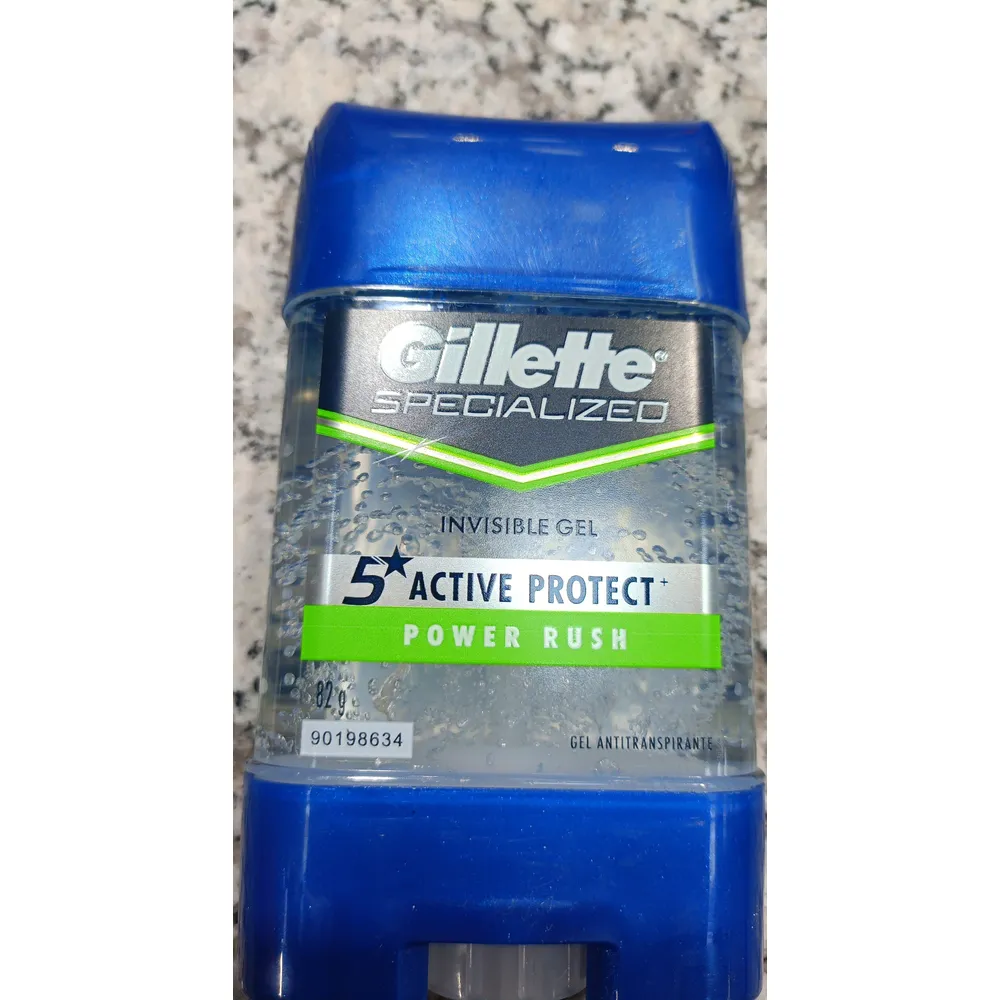 Gillette®
SPECIALIZED
INVISIBLE GEL
5★ ACTIVE PROTECT+
POWER RUSH
82 g
90198634
GEL ANTITRANSPIRANTE